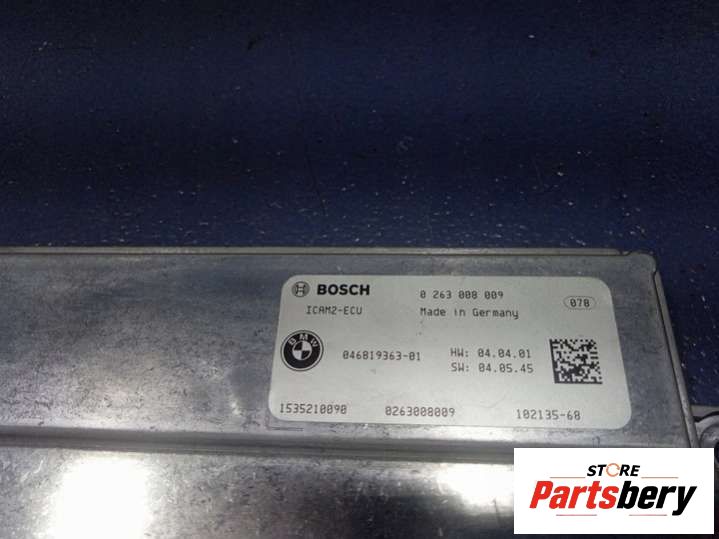 BOSCH 0 263 008 009
ICAM2-ECU Made in Germany 078
BMW 046819363-01 HW: 04.04.01
SW: 04.05.45
1535210090 0263008009 102135-68
STORE
Partsbery